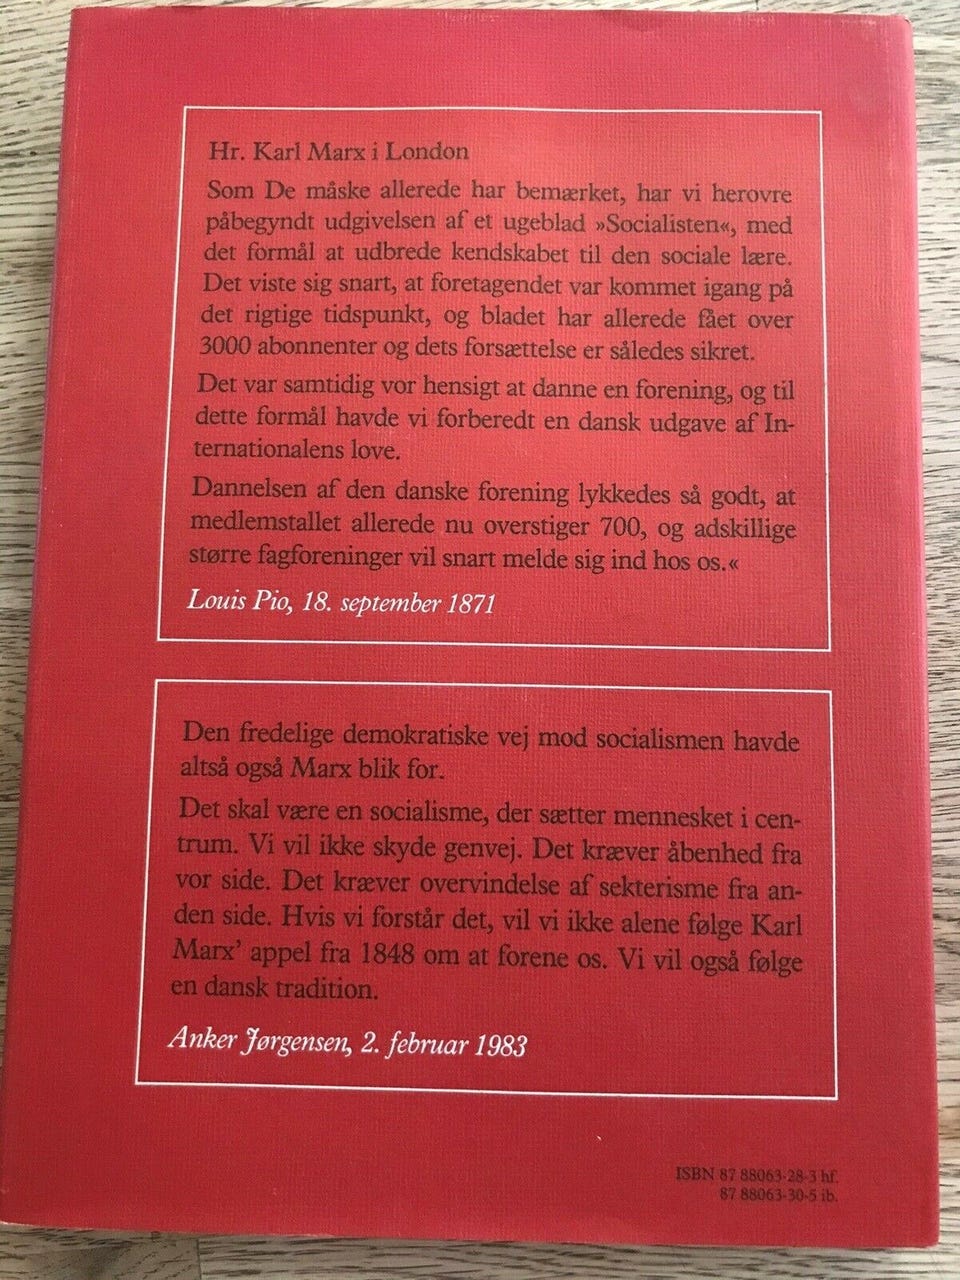 Hr. Karl Marx i London
Som De måske allerede har bemærket, har vi herovre
påbegyndt udgivelsen af et ugeblad »Socialisten«, med
det formål at udbrede kendskabet til den sociale lære.
Det viste sig snart, at foretagendet var kommet igang på
det rigtige tidspunkt, og bladet har allerede fået over
3000 abonnenter og dets forsættelse er således sikret.
Det var samtidig vor hensigt at danne en forening, og til
dette formål havde vi forberedt en dansk udgave af In-
ternationalens love.
Dannelsen af den danske forening lykkedes så godt, at
medlemstallet allerede nu overstiger 700, og adskillige
større fagforeninger vil snart melde sig ind hos os.«
Louis Pio, 18. september 1871
Den fredelige demokratiske vej mod socialismen havde
altså også Marx blik for.
Det skal være en socialisme, der sætter mennesket i cen-
trum. Vi vil ikke skyde genvej. Det kræver åbenhed fra
vor side. Det kræver overvindelse af sekterisme fra an-
den side. Hvis vi forstår det, vil vi ikke alene følge Karl
Marx' appel fra 1848 om at forene os. Vi vil også følge
en dansk tradition.
Anker Jørgensen, 2. februar 1983
ISBN 87 88063-28-3 hf.
87 88063-30-5 ib.